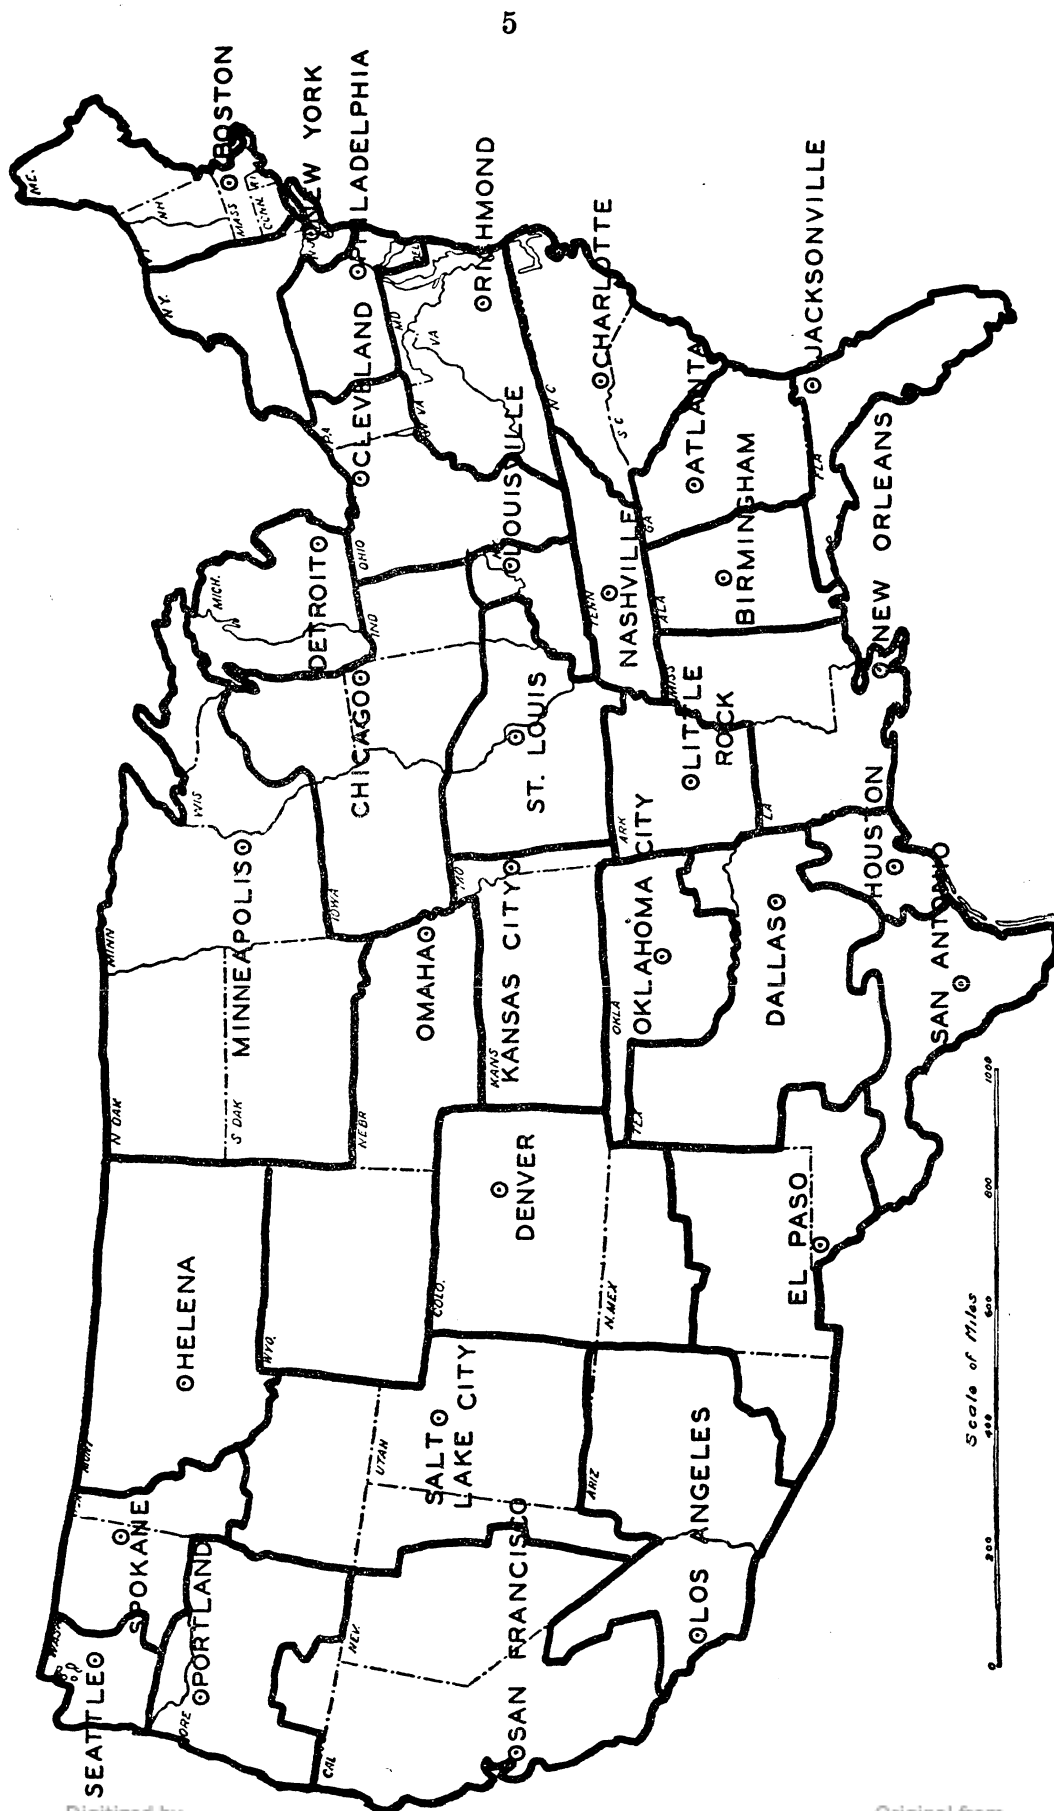 5
BOSTON
NEW YORK
PHILADELPHIA
RICHMOND
CHARLOTTE
JACKSONVILLE
CLEVELAND
LOUISVILLE
ATLANTA
BIRMINGHAM
NEW ORLEANS
DETROIT
NASHVILLE
CHICAGO
ST. LOUIS
LITTLE
ROCK
MINNEAPOLIS
OMAHA
KANSAS CITY
OKLAHOMA CITY
DALLAS
HOUSTON
SAN ANTONIO
HELENA
DENVER
EL PASO
SALT
LAKE CITY
SPOKANE
SEATTLE
PORTLAND
SAN FRANCISCO
LOS ANGELES
ME.
NH
MASS
CONN
N.Y.
PA
MD
DEL
VA
VA
N C
S C
GA
FLA
OHIO
MICH.
IND
TENN
ALA
MISS
WIS
IOWA
MO
ARK
LA
MINN
N DAK
S DAK
NEBR
KANS
OKLA
TEX
MONT
WYO.
COLO.
N.MEX
UTAH
ARIZ
WASH
ORE
NEV.
CAL
Scale of Miles
0 200 400 600 800 1000